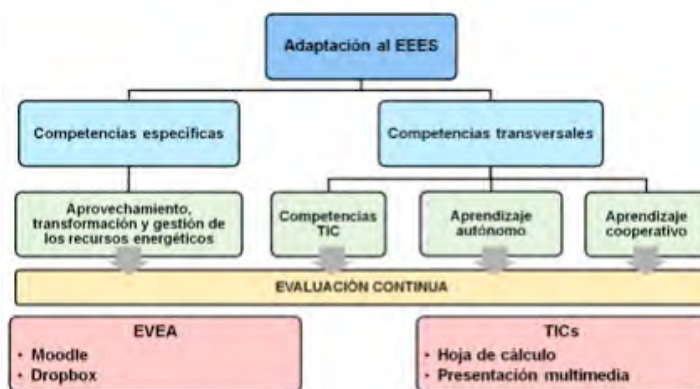 Adaptación al EEES
Competencias específicas
Competencias transversales
Aprovechamiento,
transformación y gestión de
los recursos energéticos
Competencias
TIC
Aprendizaje
autónomo
Aprendizaje
cooperativo
EVALUACIÓN CONTINUA
EVEA
• Moodle
• Dropbox
TICs
• Hoja de cálculo
• Presentación multimedia